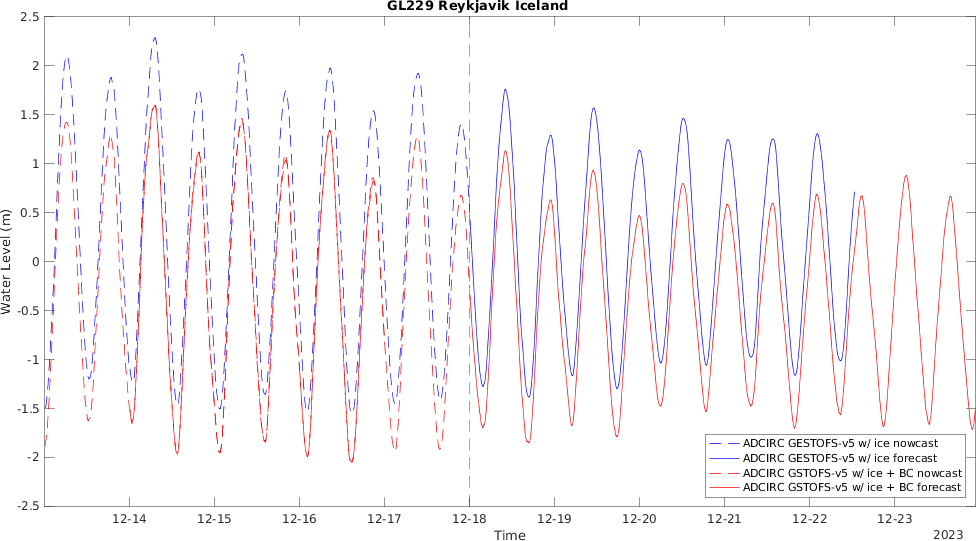 GL229 Reykjavik Iceland
2.5
2
1.5
1
0.5
0
-0.5
-1
-1.5
-2
-2.5
Water Level (m)
ADCIRC GESTOFS-v5 w/ ice nowcast
ADCIRC GESTOFS-v5 w/ ice forecast
ADCIRC GSTOFS-v5 w/ ice + BC nowcast
ADCIRC GSTOFS-v5 w/ ice + BC forecast
12-14 12-15 12-16 12-17 12-18 12-19 12-20 12-21 12-22 12-23
Time
2023